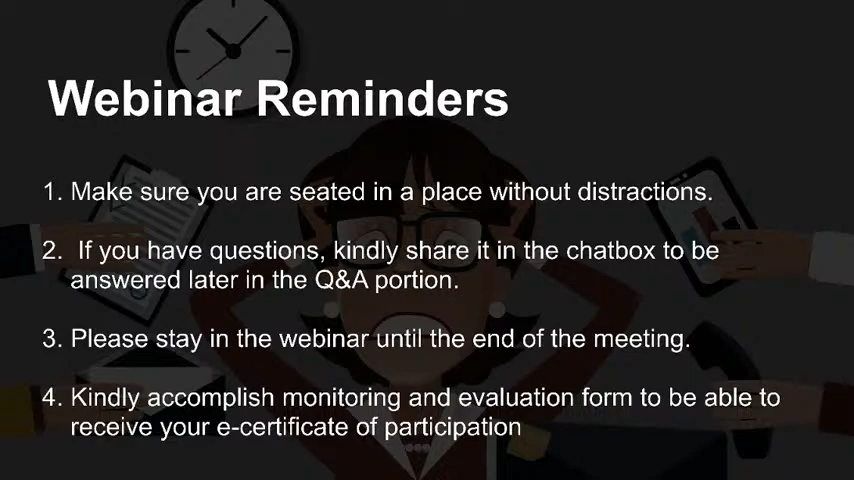 Webinar Reminders
1. Make sure you are seated in a place without distractions.
2. If you have questions, kindly share it in the chatbox to be
answered later in the Q&A portion.
3. Please stay in the webinar until the end of the meeting.
4. Kindly accomplish monitoring and evaluation form to be able to
receive your e-certificate of participation